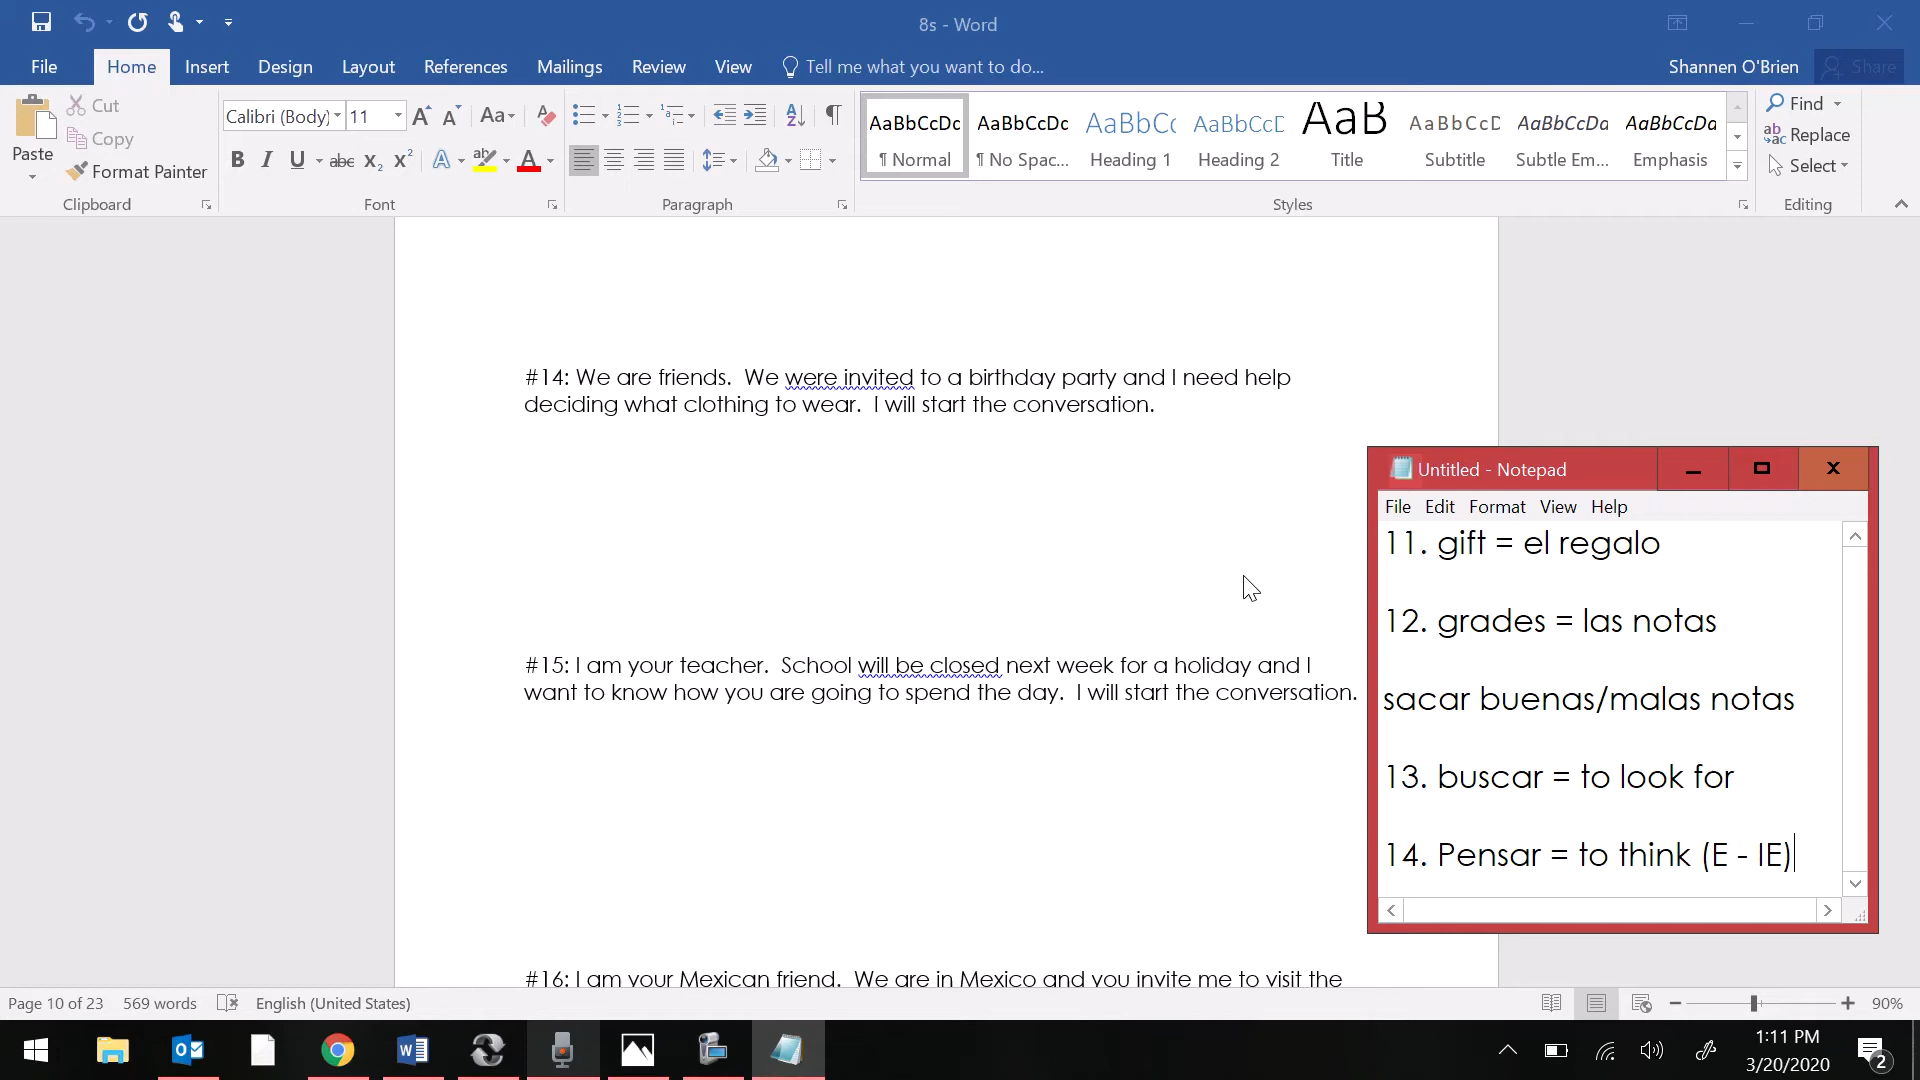 8s - Word
File Home Insert Design Layout References Mailings Review View Tell me what you want to do... Shannen O'Brien Share
Paste Cut Copy Format Painter Clipboard
Calibri (Body) 11 Font
Paragraph
AaBbCcDc AaBbCcDc AaBbCc AaBbCcD AaB AaBbCcD AaBbCcDa AaBbCcDa
¶ Normal ¶ No Spac... Heading 1 Heading 2 Title Subtitle Subtle Em... Emphasis
Styles
Find Replace Select Editing
#14: We are friends. We were invited to a birthday party and I need help
deciding what clothing to wear. I will start the conversation.
#15: I am your teacher. School will be closed next week for a holiday and I
want to know how you are going to spend the day. I will start the conversation.
#16: I am your Mexican friend. We are in Mexico and you invite me to visit the
Untitled - Notepad
File Edit Format View Help
11. gift = el regalo
12. grades = las notas
sacar buenas/malas notas
13. buscar = to look for
14. Pensar = to think (E - IE)
Page 10 of 23 569 words English (United States) 90%
1:11 PM
3/20/2020
2